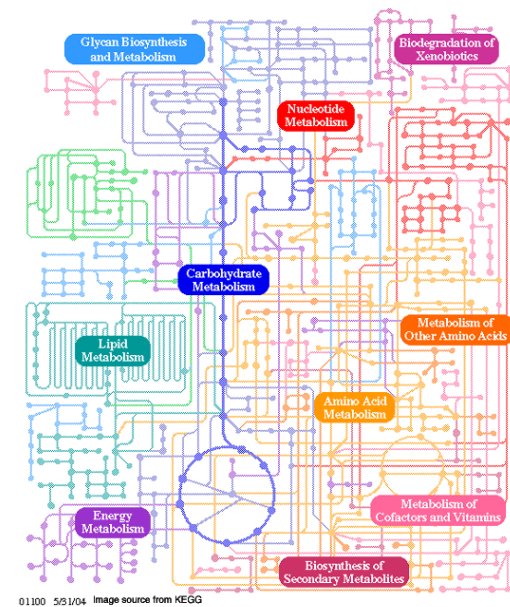 Glycan Biosynthesis
and Metabolism
Biodegradation of
Xenobiotics
Nucleotide
Metabolism
Carbohydrate
Metabolism
Metabolism of
Other Amino Acids
Lipid
Metabolism
Amino Acid
Metabolism
Metabolism of
Cofactors and Vitamins
Energy
Metabolism
Biosynthesis of
Secondary Metabolites
01100 5/31/04 Image source from KEGG